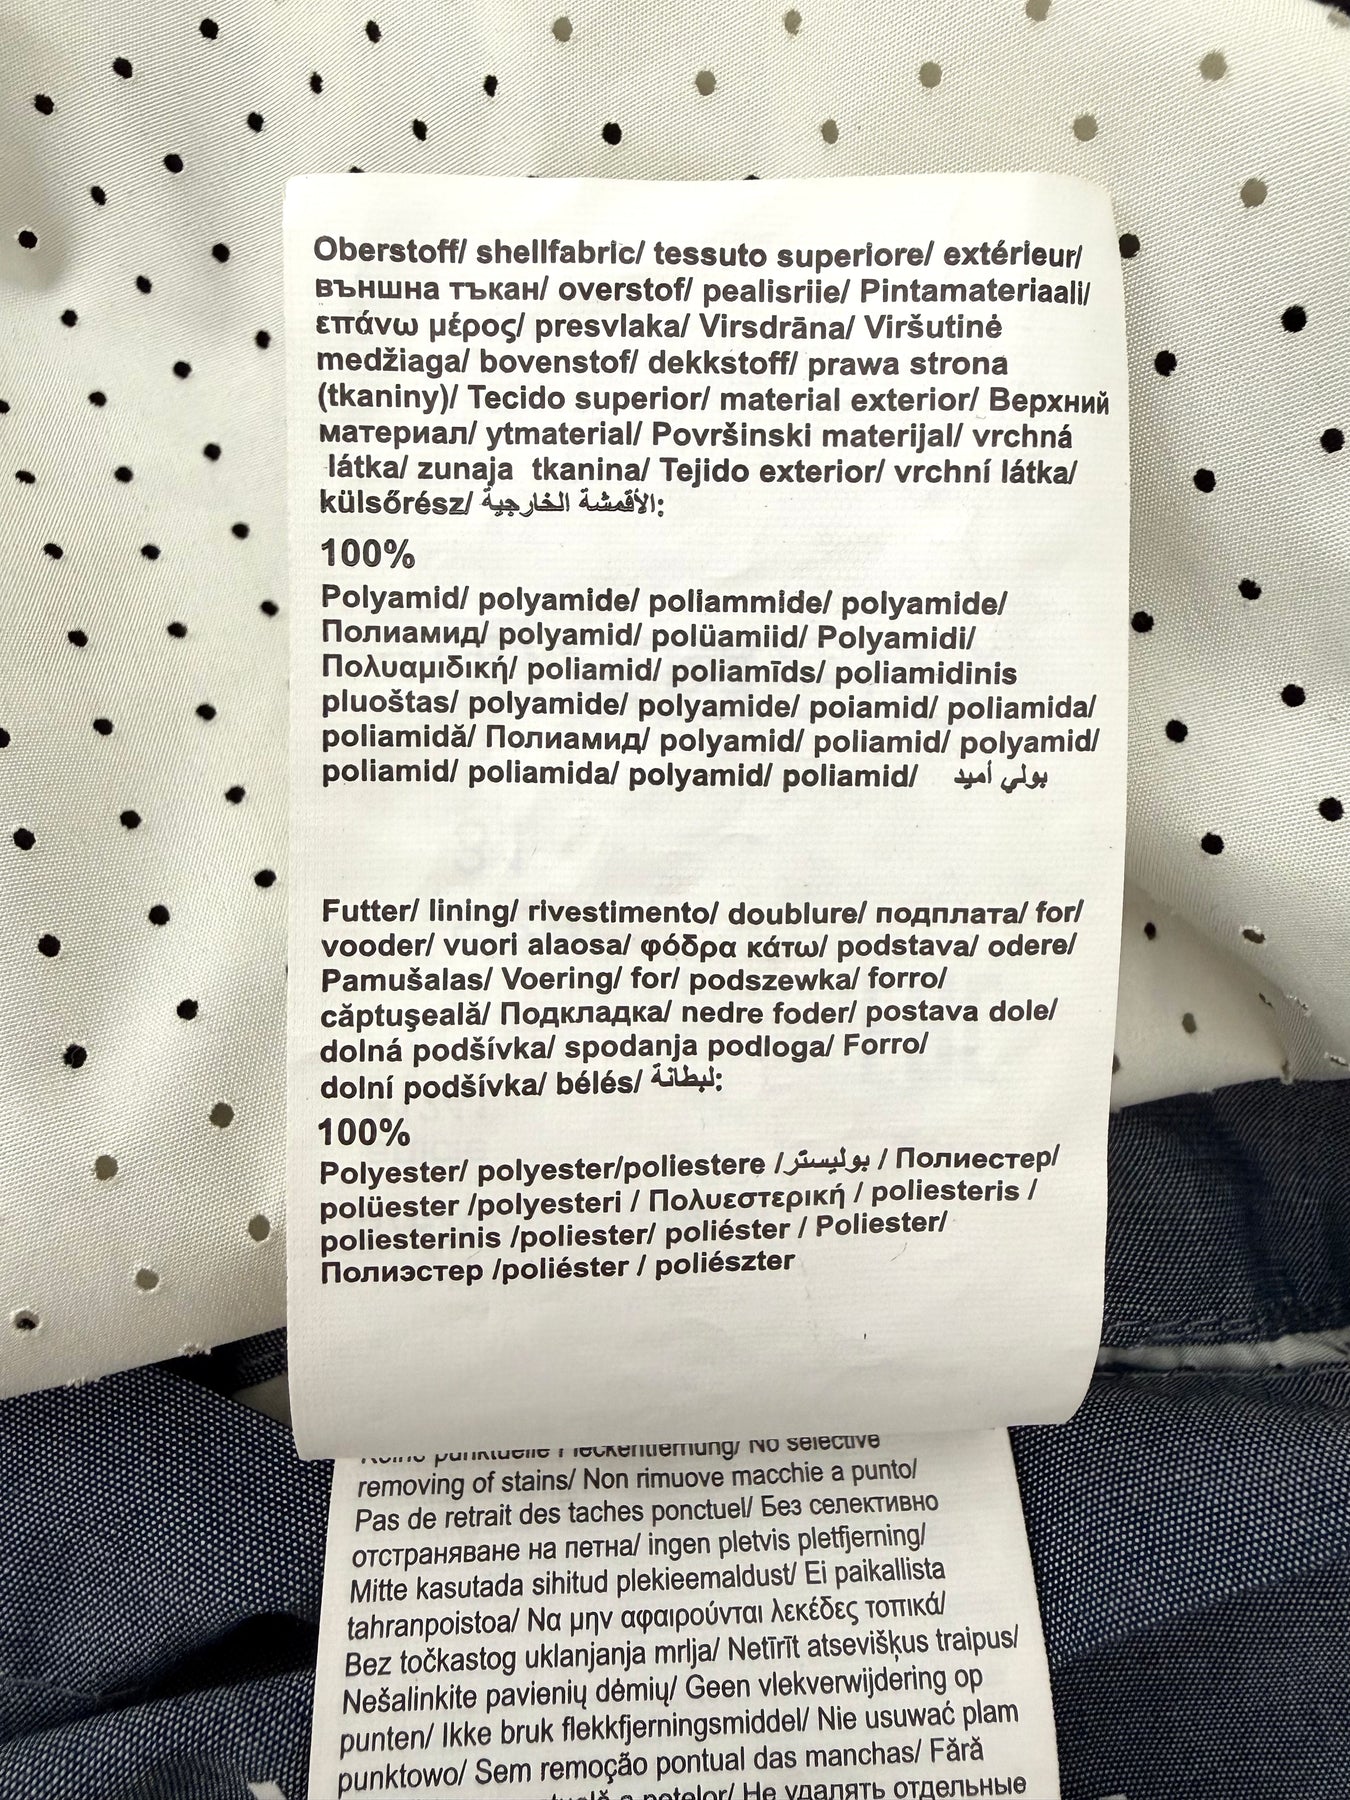 Oberstoff/ shellfabric/ tessuto superiore/ extérieur/
външна тъкан/ overstof/ pealisriie/ Pintamateriaali/
επάνω μέρος/ presvlaka/ Virsdrāna/ Viršutinė
medžiaga/ bovenstof/ dekkstoff/ prawa strona
(tkaniny)/ Tecido superior/ material exterior/ Верхний
материал/ ytmaterial/ Površinski materijal/ vrchná
látka/ zunaja tkanina/ Tejido exterior/ vrchní látka/
külsőrész/ الأقمشة الخارجية:
100%
Polyamid/ polyamide/ poliammide/ polyamide/
Полиамид/ polyamid/ polüamiid/ Polyamidi/
Πολυαμιδική/ poliamid/ poliamīds/ poliamidinis
pluoštas/ polyamide/ polyamide/ poiamid/ poliamida/
poliamidă/ Полиамид/ polyamid/ poliamid/ polyamid/
poliamid/ poliamida/ polyamid/ poliamid/ بولي أميد
Futter/ lining/ rivestimento/ doublure/ подплата/ for/
vooder/ vuori alaosa/ φόδρα κάτω/ podstava/ odere/
Pamušalas/ Voering/ for/ podszewka/ forro/
căptuşeală/ Подкладка/ nedre foder/ postava dole/
dolná podšívka/ spodanja podloga/ Forro/
dolní podšívka/ bélés/ لبطانة:
100%
Polyester/ polyester/poliestere /بوليستر / Полиестер/
polüester /polyesteri / Πολυεστερική / poliesteris /
poliesterinis /poliester/ poliéster / Poliester/
Полиэстер /poliéster / poliészter
punktuelle Fleckentfernung/ No selective
removing of stains/ Non rimuove macchie a punto/
Pas de retrait des taches ponctuel/ Без селективно
отстраняване на петна/ ingen pletvis pletfjerning/
Mitte kasutada sihitud plekieemaldust/ Ei paikallista
tahranpoistoa/ Να μην αφαιρούνται λεκέδες τοπικά/
Bez točkastog uklanjanja mrlja/ Netīrīt atsevišķus traipus/
Nešalinkite pavienių dėmių/ Geen vlekverwijdering op
punten/ Ikke bruk flekkfjerningsmiddel/ Nie usuwać plam
punktowo/ Sem remoção pontual das manchas/ Fără
a petelor/ Не удалять отдельные